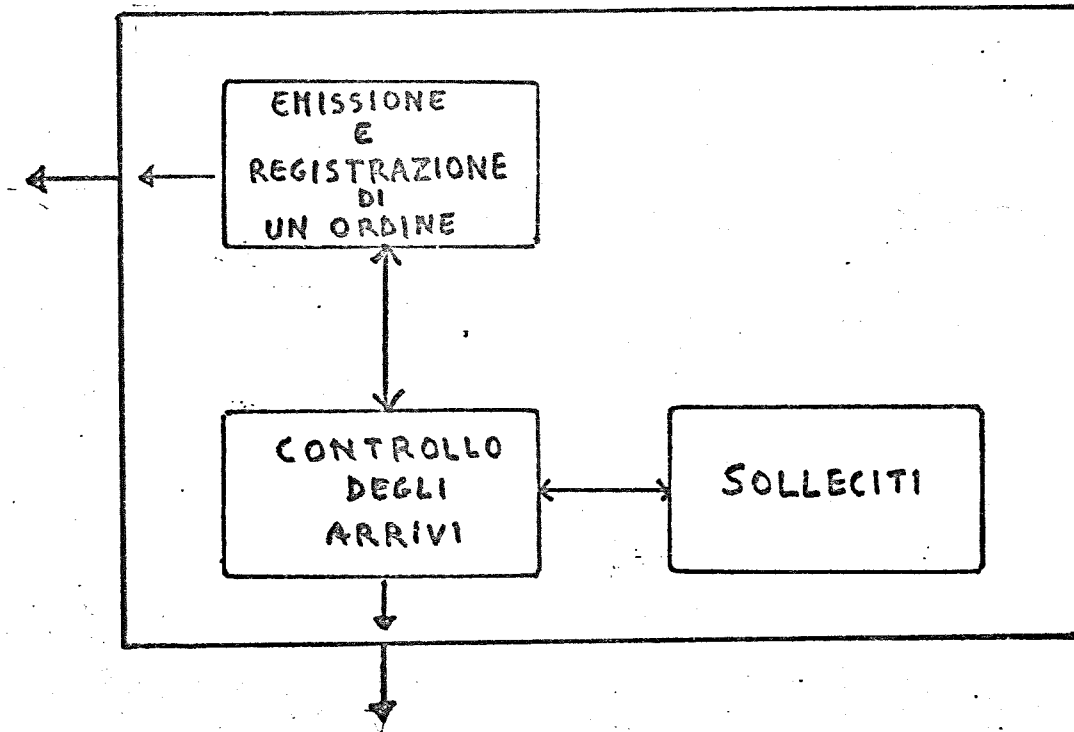 EMISSIONE
E
REGISTRAZIONE
DI
UN ORDINE
CONTROLLO
DEGLI
ARRIVI
SOLLECITI